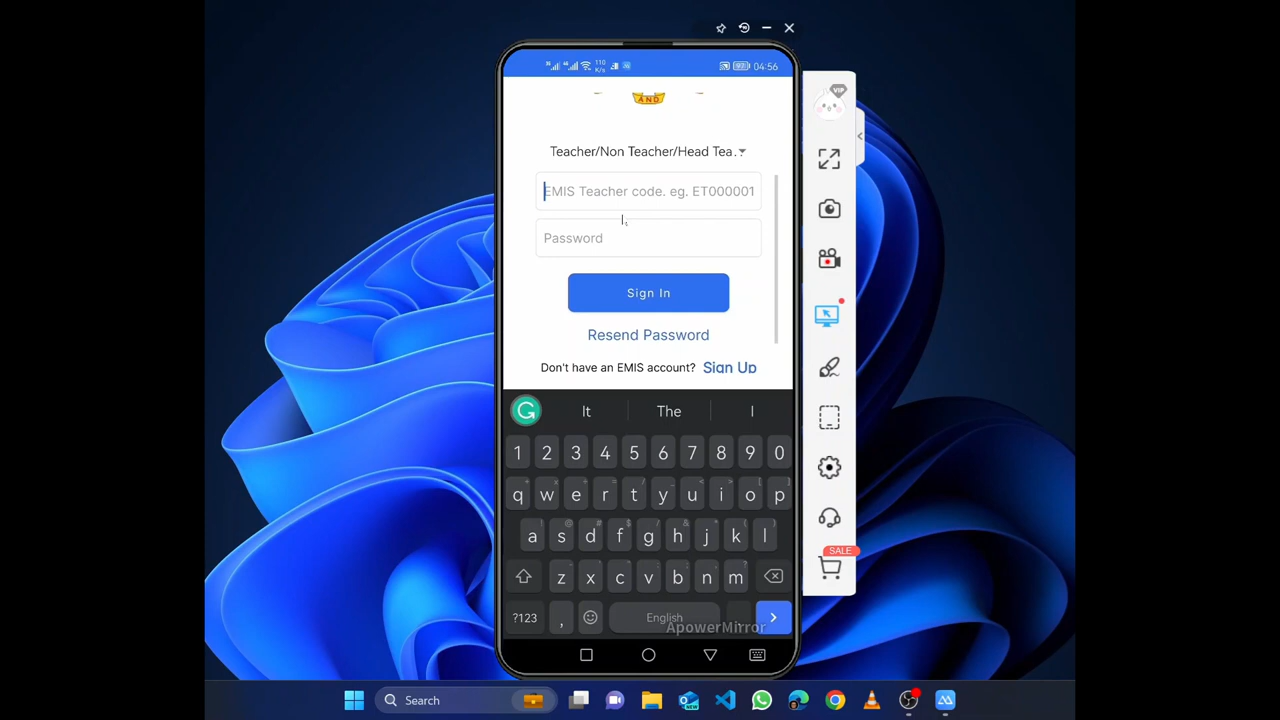 VIP
110
K/s
04:56
AND
Teacher/Non Teacher/Head Tea..
EMIS Teacher code. eg. ET000001
Password
Sign In
Resend Password
Don't have an EMIS account? Sign Up
It The I
1 2 3 4 5 6 7 8 9 0
q w e r t y u i o p
a s d f g h j k l
z x c v b n m
?123 , English
ApowerMirror
SALE
Search